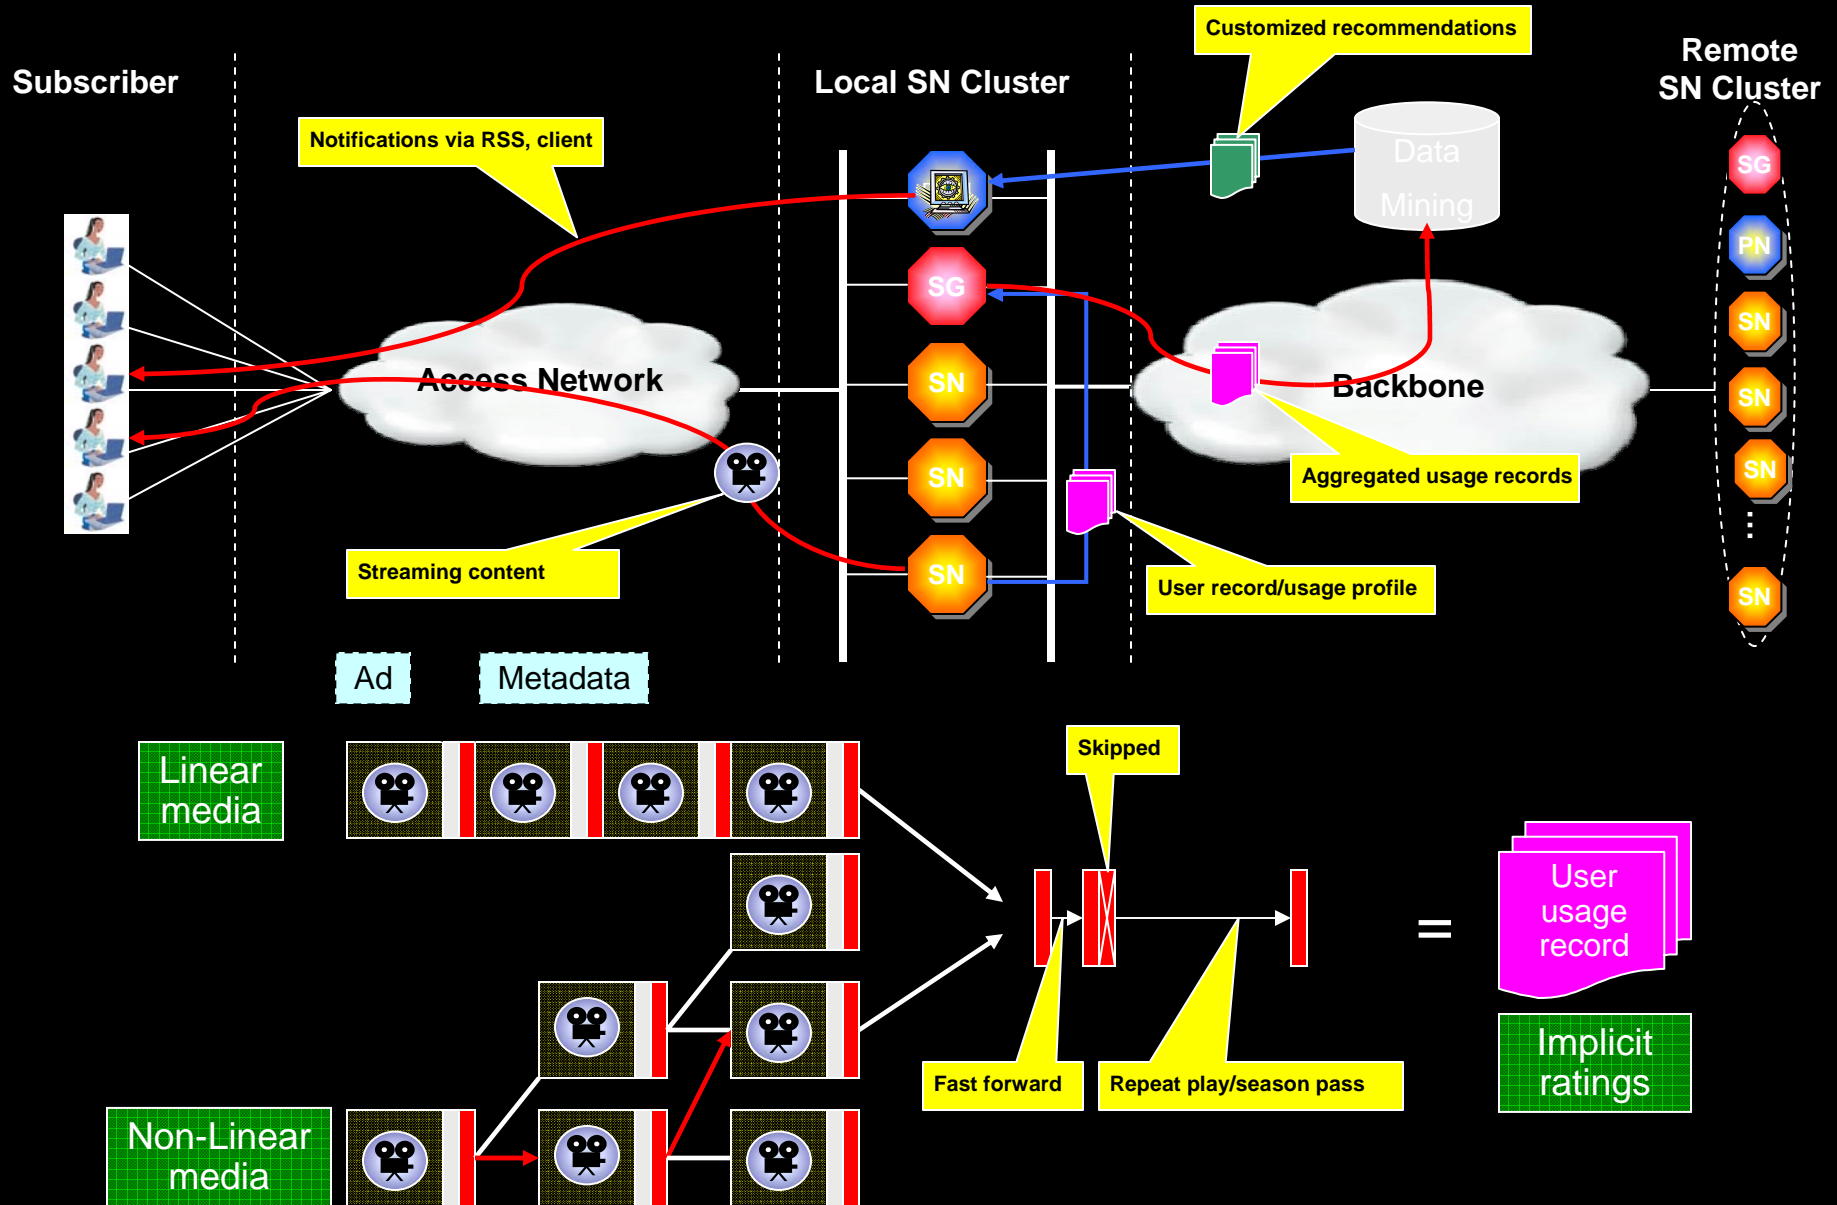 Customized recommendations
Remote
SN Cluster
Subscriber
Local SN Cluster
Notifications via RSS, client
Data
Mining
SG
PN
SG
SN
Access Network
SN
Backbone
SN
SN
SN
Aggregated usage records
Streaming content
SN
User record/usage profile
SN
Ad
Metadata
Skipped
Linear
media
User
usage
record
=
Fast forward
Repeat play/season pass
Implicit
ratings
Non-Linear
media